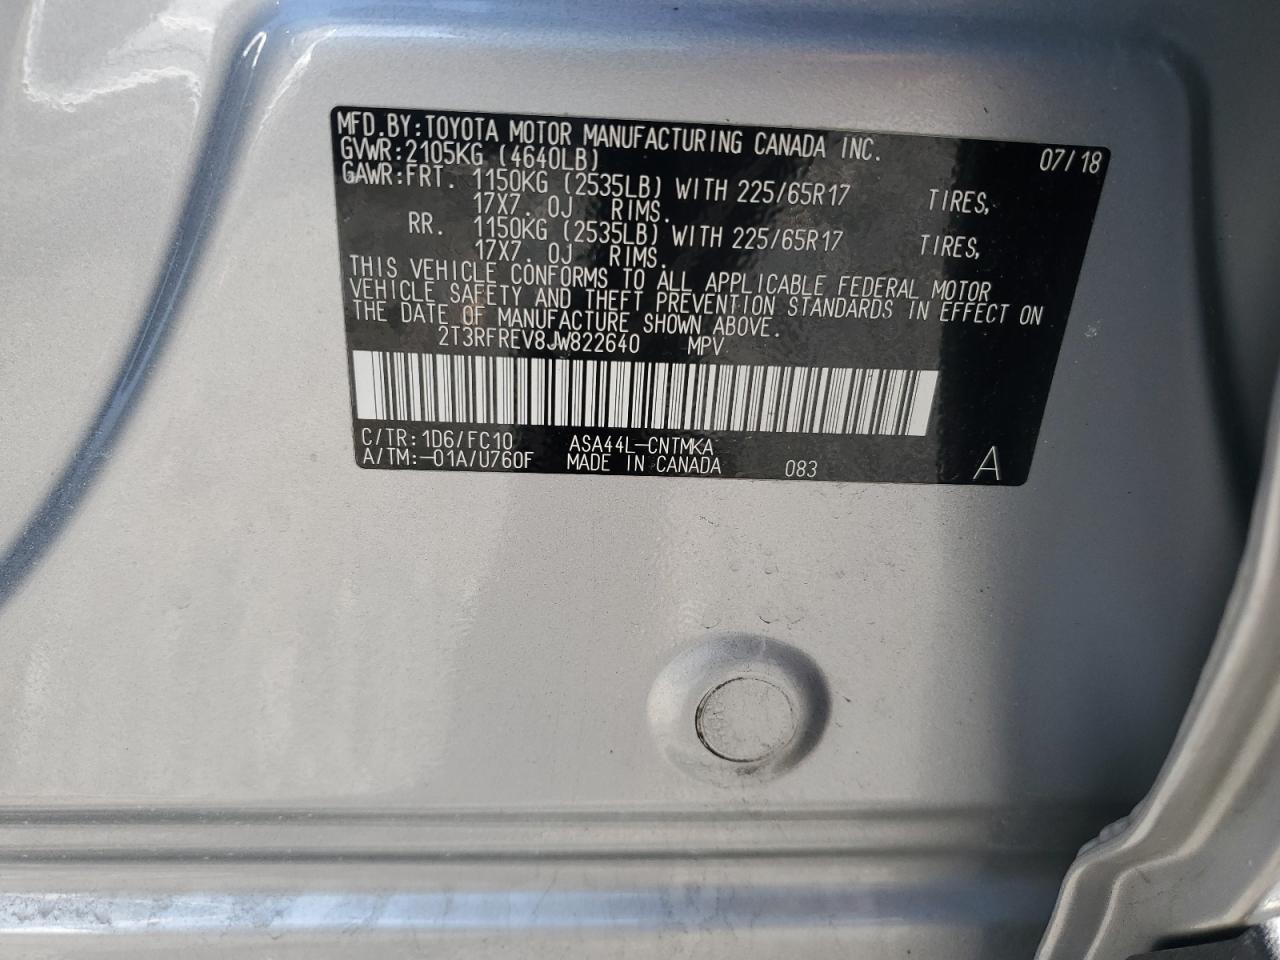 MFD.BY:TOYOTA MOTOR MANUFACTURING CANADA INC. 07/18
GVWR:2105KG (4640LB)
GAWR:FRT. 1150KG (2535LB) WITH 225/65R17 TIRES,
17X7. 0J RIMS.
RR. 1150KG (2535LB) WITH 225/65R17 TIRES,
17X7. 0J RIMS.
THIS VEHICLE CONFORMS TO ALL APPLICABLE FEDERAL MOTOR
VEHICLE SAFETY AND THEFT PREVENTION STANDARDS IN EFFECT ON
THE DATE OF MANUFACTURE SHOWN ABOVE.
2T3RFREV8JW822640 MPV
C/TR:1D6/FC10 ASA44L-CNTMKA
A/TM:-01A/U760F MADE IN CANADA 083 A